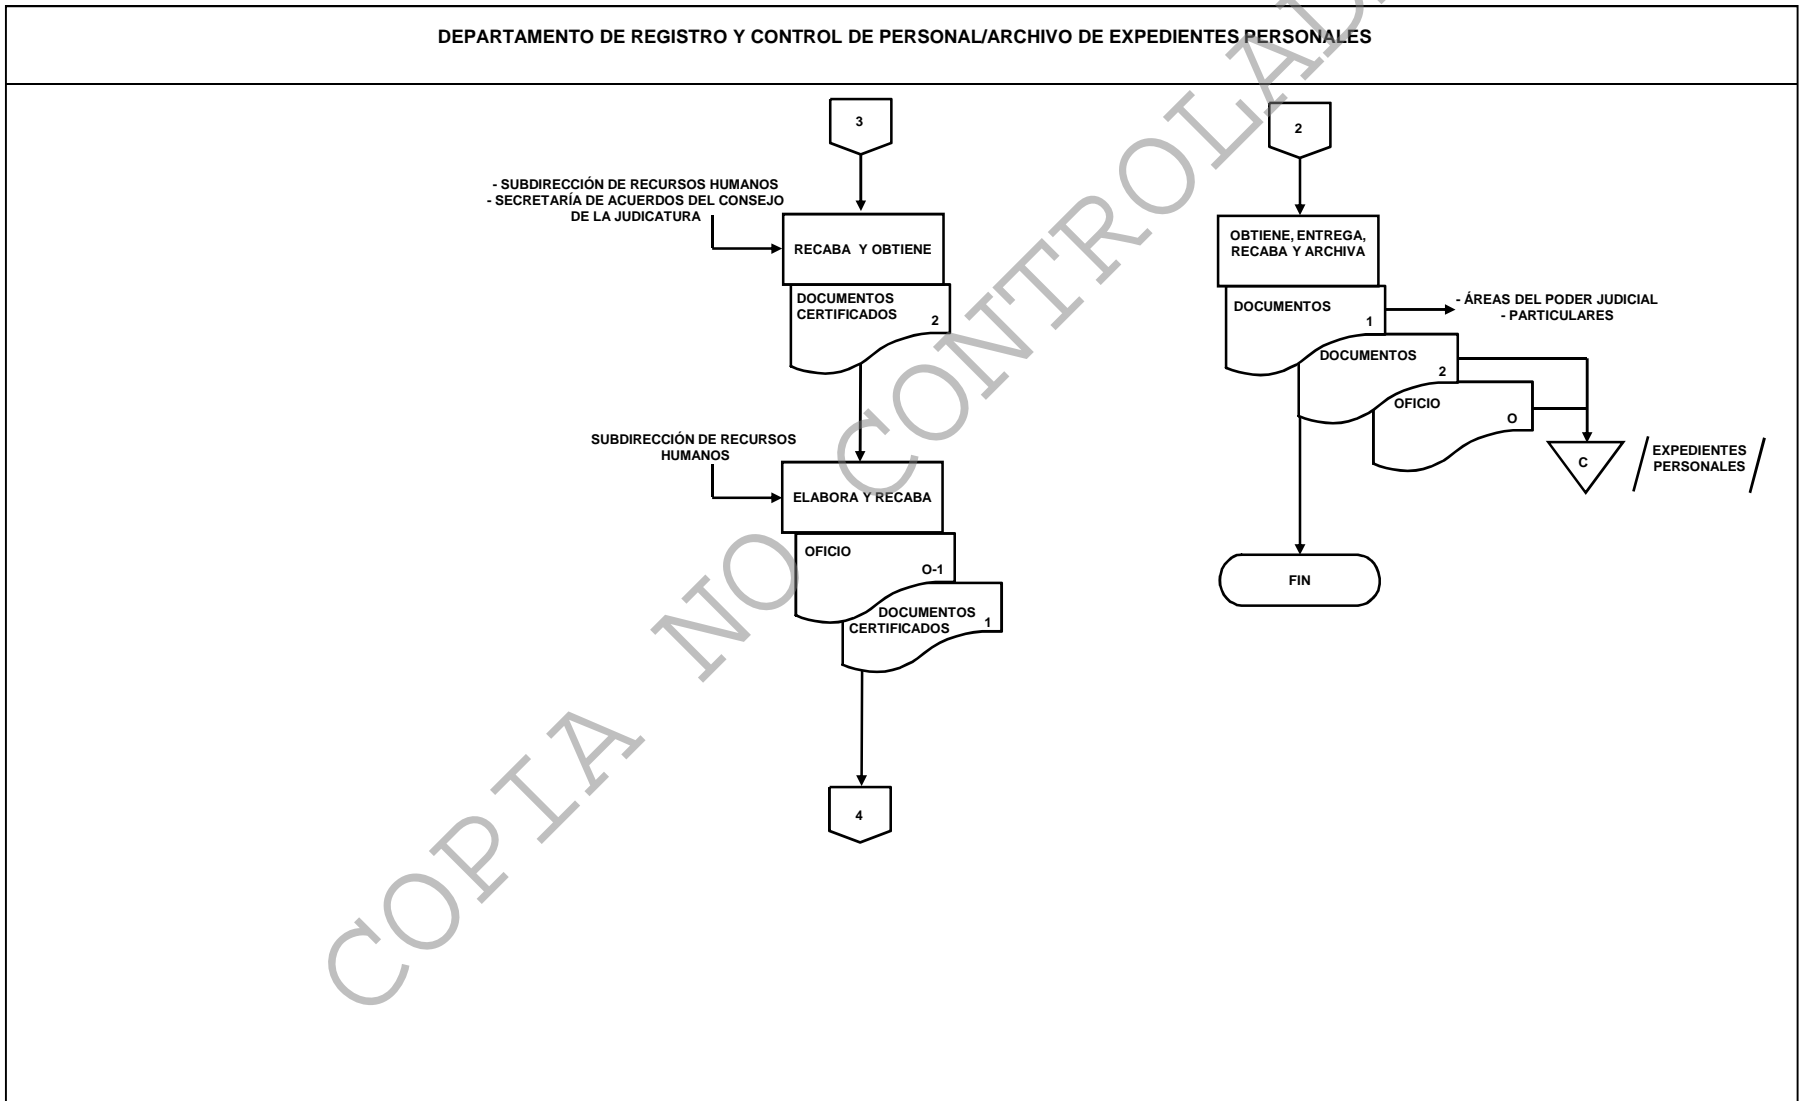 DEPARTAMENTO DE REGISTRO Y CONTROL DE PERSONAL/ARCHIVO DE EXPEDIENTES PERSONALES
3
- SUBDIRECCIÓN DE RECURSOS HUMANOS
- SECRETARÍA DE ACUERDOS DEL CONSEJO
DE LA JUDICATURA
RECABA Y OBTIENE
DOCUMENTOS
CERTIFICADOS
2
SUBDIRECCIÓN DE RECURSOS
HUMANOS
ELABORA Y RECABA
OFICIO
O-1
DOCUMENTOS
CERTIFICADOS
1
4
2
OBTIENE, ENTREGA,
RECABA Y ARCHIVA
DOCUMENTOS
1
- ÁREAS DEL PODER JUDICIAL
- PARTICULARES
DOCUMENTOS
2
OFICIO
O
C
EXPEDIENTES
PERSONALES
FIN
COPIA NO CONTROLAD